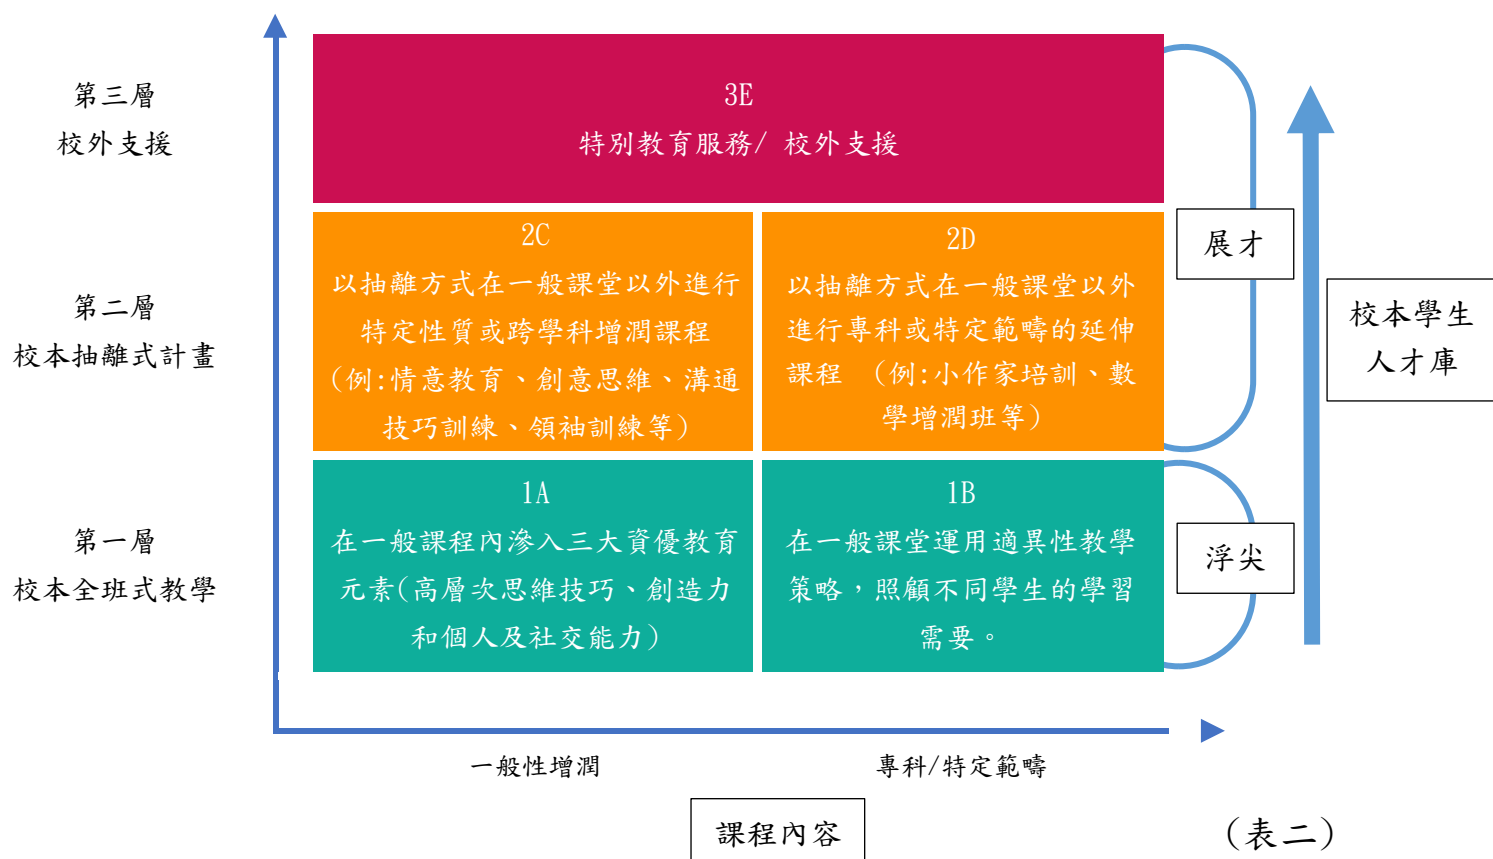 第三層
校外支援
3E
特別教育服務/ 校外支援
展才
校本學生
人才庫
第二層
校本抽離式計畫
2C
以抽離方式在一般課堂以外進行
特定性質或跨學科增潤課程
(例:情意教育、創意思維、溝通
技巧訓練、領袖訓練等)
2D
以抽離方式在一般課堂以外
進行專科或特定範疇的延伸
課程 (例:小作家培訓、數
學增潤班等)
第一層
校本全班式教學
1A
在一般課程內滲入三大資優教育
元素(高層次思維技巧、創造力
和個人及社交能力)
1B
在一般課堂運用適異性教學
策略，照顧不同學生的學習
需要。
浮尖
一般性增潤
專科/特定範疇
課程內容
(表二)